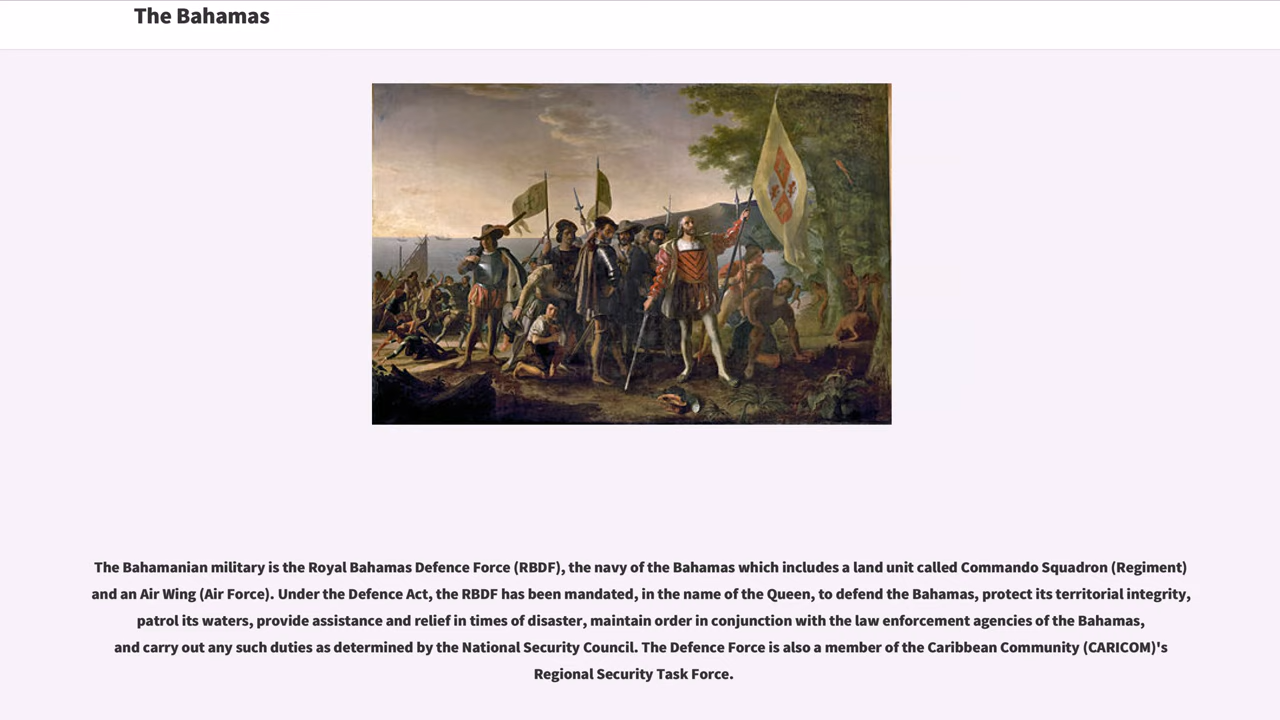 The Bahamas
The Bahamanian military is the Royal Bahamas Defence Force (RBDF), the navy of the Bahamas which includes a land unit called Commando Squadron (Regiment)
and an Air Wing (Air Force). Under the Defence Act, the RBDF has been mandated, in the name of the Queen, to defend the Bahamas, protect its territorial integrity,
patrol its waters, provide assistance and relief in times of disaster, maintain order in conjunction with the law enforcement agencies of the Bahamas,
and carry out any such duties as determined by the National Security Council. The Defence Force is also a member of the Caribbean Community (CARICOM)'s
Regional Security Task Force.